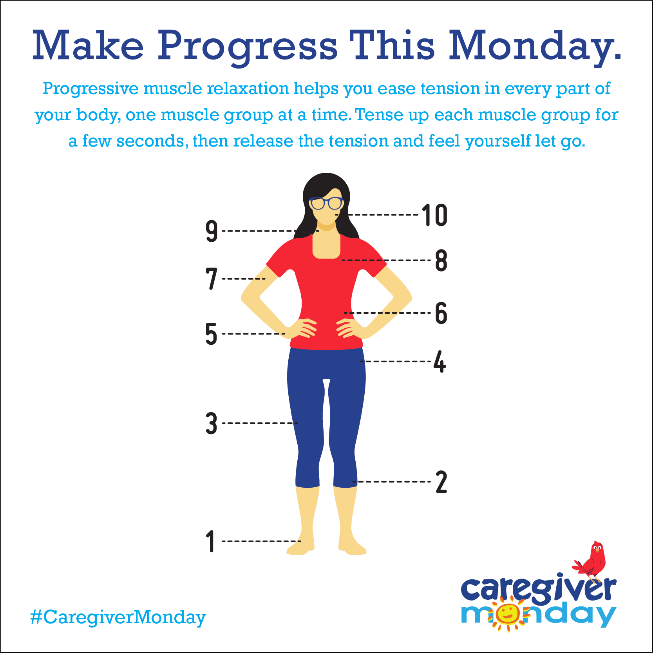 Make Progress This Monday.
Progressive muscle relaxation helps you ease tension in every part of
your body, one muscle group at a time. Tense up each muscle group for
a few seconds, then release the tension and feel yourself let go.
10
9
8
7
6
5
4
3
2
1
#CaregiverMonday
caregiver
monday